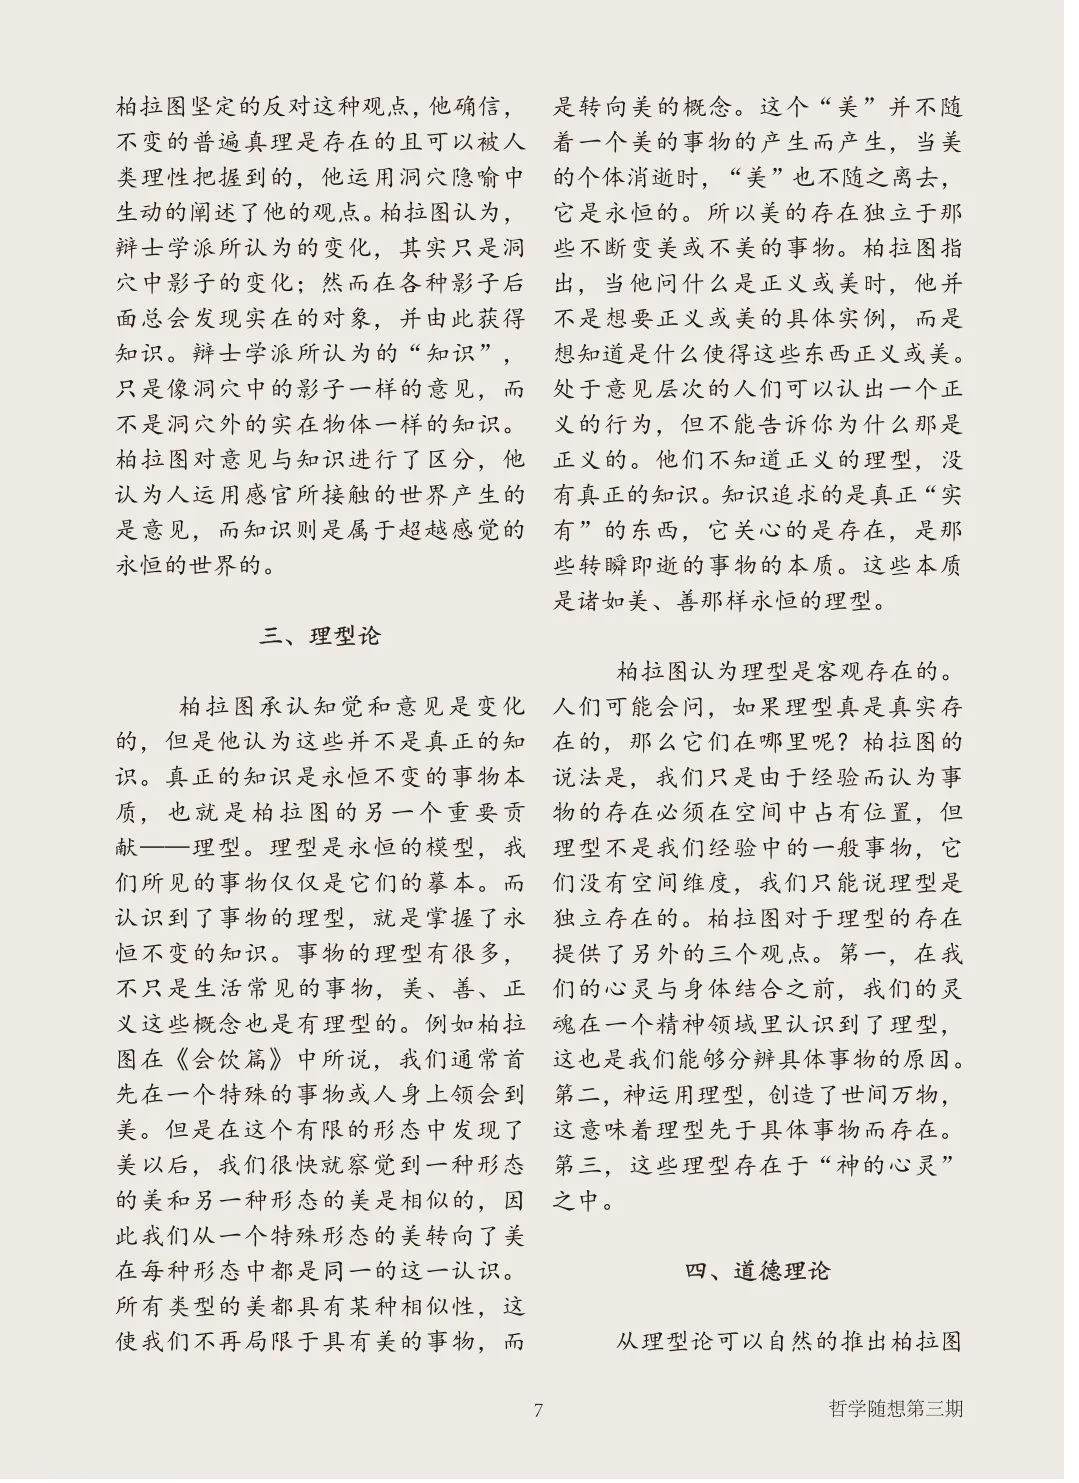 柏拉图坚定的反对这种观点，他确信，
不变的普遍真理是存在的且可以被人
类理性把握到的，他运用洞穴隐喻中
生动的阐述了他的观点。柏拉图认为，
辩士学派所认为的变化，其实只是洞
穴中影子的变化；然而在各种影子后
面总会发现实在的对象，并由此获得
知识。辩士学派所认为的“知识”，
只是像洞穴中的影子一样的意见，而
不是洞穴外的实在物体一样的知识。
柏拉图对意见与知识进行了区分，他
认为人运用感官所接触的世界产生的
是意见，而知识则是属于超越感觉的
永恒的世界的。
三、理型论
柏拉图承认知觉和意见是变化
的，但是他认为这些并不是真正的知
识。真正的知识是永恒不变的事物本
质，也就是柏拉图的另一个重要贡
献——理型。理型是永恒的模型，我
们所见的事物仅仅是它们的摹本。而
认识到了事物的理型，就是掌握了永
恒不变的知识。事物的理型有很多，
不只是生活常见的事物，美、善、正
义这些概念也是有理型的。例如柏拉
图在《会饮篇》中所说，我们通常首
先在一个特殊的事物或人身上领会到
美。但是在这个有限的形态中发现了
美以后，我们很快就察觉到一种形态
的美和另一种形态的美是相似的，因
此我们从一个特殊形态的美转向了美
在每种形态中都是同一的这一认识。
所有类型的美都具有某种相似性，这
使我们不再局限于具有美的事物，而
是转向美的概念。这个“美”并不随
着一个美的事物的产生而产生，当美
的个体消逝时，“美”也不随之离去，
它是永恒的。所以美的存在独立于那
些不断变美或不美的事物。柏拉图指
出，当他问什么是正义或美时，他并
不是想要正义或美的具体实例，而是
想知道是什么使得这些东西正义或美。
处于意见层次的人们可以认出一个正
义的行为，但不能告诉你为什么那是
正义的。他们不知道正义的理型，没
有真正的知识。知识追求的是真正“实
有”的东西，它关心的是存在，是那
些转瞬即逝的事物的本质。这些本质
是诸如美、善那样永恒的理型。
柏拉图认为理型是客观存在的。
人们可能会问，如果理型真是真实存
在的，那么它们在哪里呢？柏拉图的
说法是，我们只是由于经验而认为事
物的存在必须在空间中占有位置，但
理型不是我们经验中的一般事物，它
们没有空间维度，我们只能说理型是
独立存在的。柏拉图对于理型的存在
提供了另外的三个观点。第一，在我
们的心灵与身体结合之前，我们的灵
魂在一个精神领域里认识到了理型，
这也是我们能够分辨具体事物的原因。
第二，神运用理型，创造了世间万物，
这意味着理型先于具体事物而存在。
第三，这些理型存在于“神的心灵”
之中。
四、道德理论
从理型论可以自然的推出柏拉图
7
哲学随想第三期